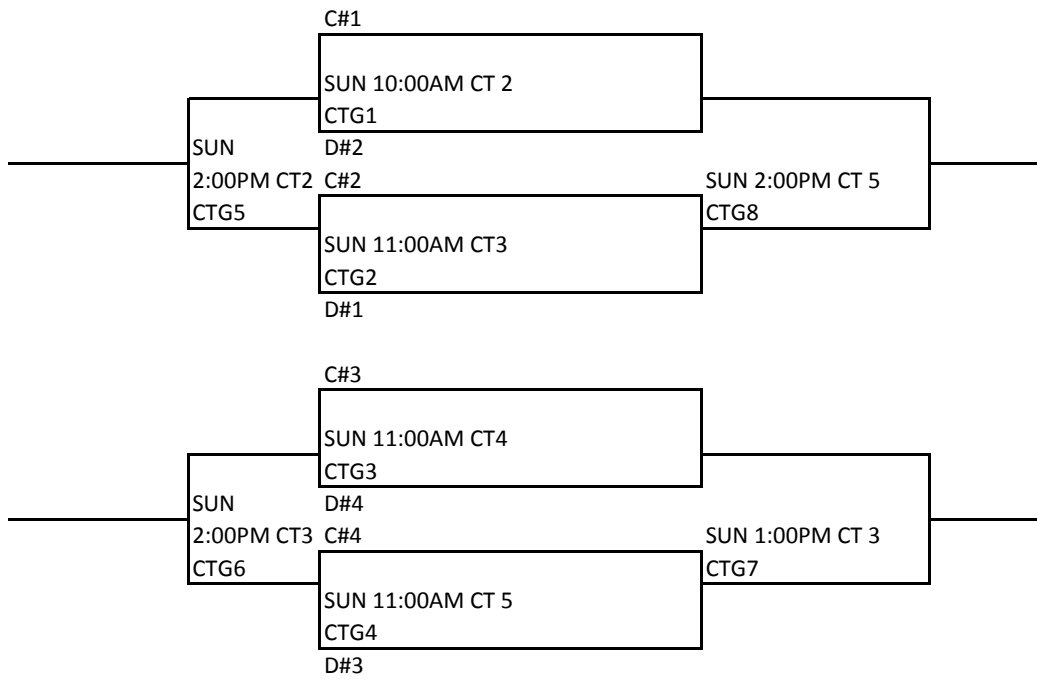 C#1
SUN 10:00AM CT 2
CTG1
SUN
D#2
2:00PM CT2
C#2
SUN 2:00PM CT 5
CTG5
CTG8
SUN 11:00AM CT3
CTG2
D#1
C#3
SUN 11:00AM CT4
CTG3
SUN
D#4
2:00PM CT3
C#4
SUN 1:00PM CT 3
CTG6
CTG7
SUN 11:00AM CT 5
CTG4
D#3